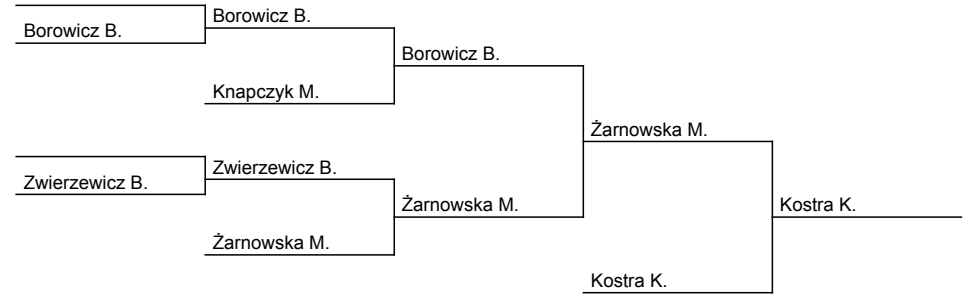 Borowicz B.
Borowicz B.
Knapczyk M.
Borowicz B.
Zwierzewicz B.
Zwierzewicz B.
Żarnowska M.
Żarnowska M.
Żarnowska M.
Kostra K.
Kostra K.